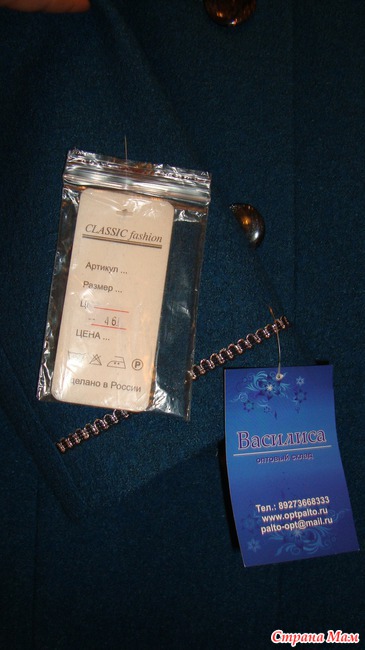 CLASSIC fashion
Артикул ...
Размер ...
46
ЦЕНА ...
делано в России
Василиса
оптовый склад
Тел.: 89273668333
www.optpalto.ru
palto-opt@mail.ru
Страна Мам